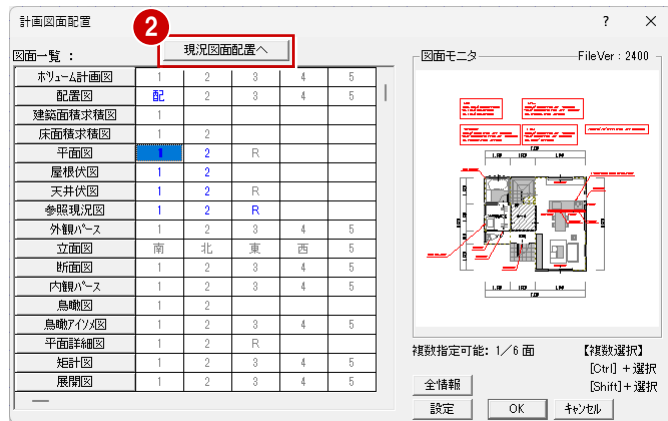 計画図面配置
2
? ×
図面一覧 :
現況図面配置へ
ボリューム計画図 1 2 3 4 5
配置図 配 2 3 4 5
建築面積求積図 1
床面積求積図 1 2
平面図 1 2 R
屋根伏図 1 2
天井伏図 1 2 R
参照現況図 1 2 R
外観パース 1 2 3 4 5
立面図 南 北 東 西 5
断面図 1 2 3 4 5
内観パース 1 2 3 4 5
鳥瞰図 1 2
鳥瞰アイソメ図 1 2 3 4 5
平面詳細図 1 2 R
矩計図 1 2 3 4 5
展開図 1 2 3 4 5
図面モニタ
FileVer : 2400
複数指定可能: 1/6 面
【複数選択】
[Ctrl] + 選択
[Shift] + 選択
全情報
設定
OK
キャンセル